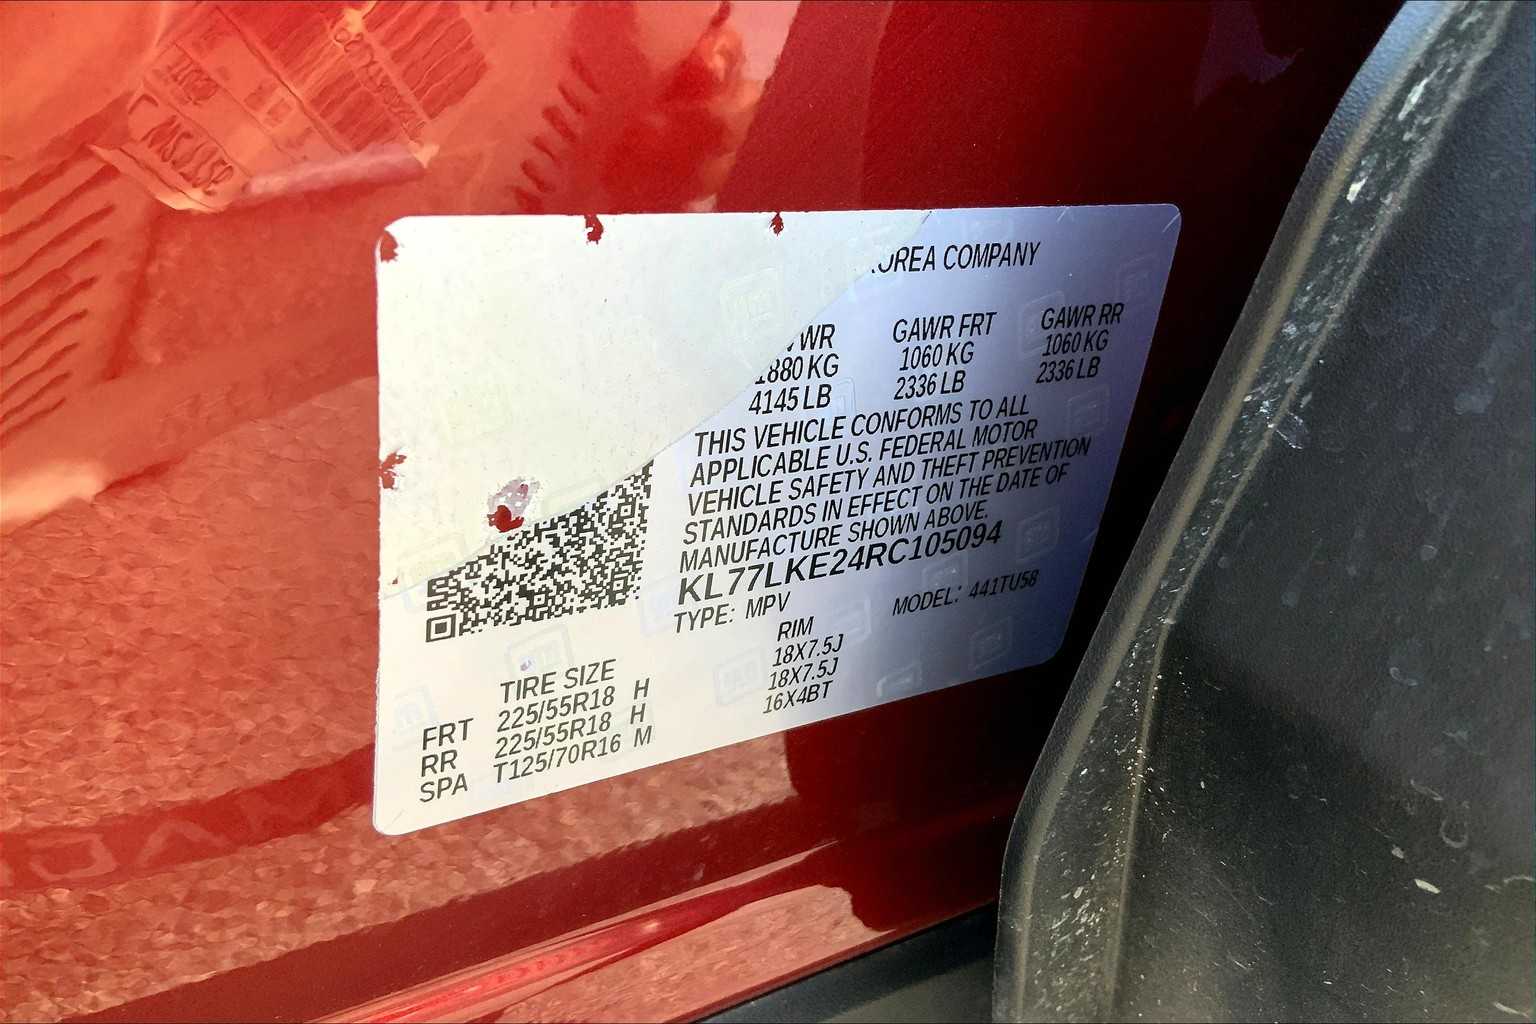 KOREA COMPANY
GVWR GAWR FRT GAWR RR
1880 KG 1060 KG 1060 KG
4145 LB 2336 LB 2336 LB
THIS VEHICLE CONFORMS TO ALL
APPLICABLE U.S. FEDERAL MOTOR
VEHICLE SAFETY AND THEFT PREVENTION
STANDARDS IN EFFECT ON THE DATE OF
MANUFACTURE SHOWN ABOVE.
KL77LKE24RC105094
TYPE: MPV MODEL: 441TU58
TIRE SIZE RIM
FRT 225/55R18 H 18X7.5J
RR 225/55R18 H 18X7.5J
SPA T125/70R16 M 16X4BT